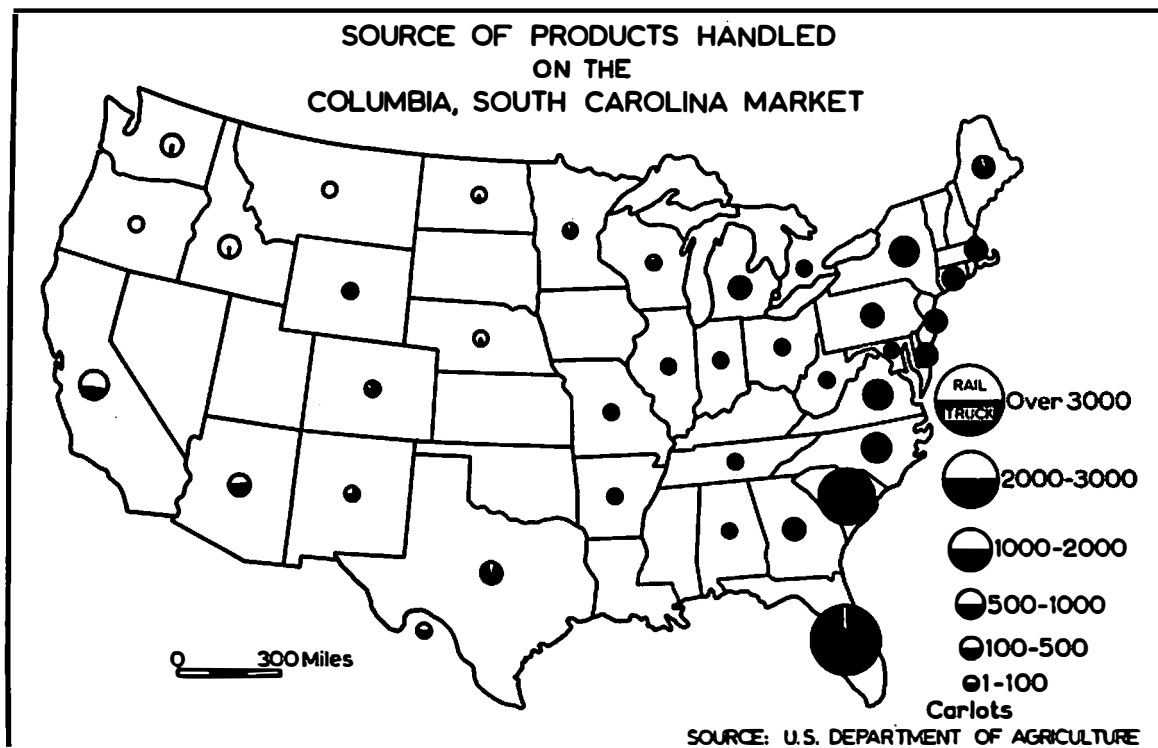 SOURCE OF PRODUCTS HANDLED
ON THE
COLUMBIA, SOUTH CAROLINA MARKET
RAIL
TRUCK
Over 3000
2000-3000
1000-2000
500-1000
100-500
1-100
Carlots
0 300 Miles
SOURCE: U.S. DEPARTMENT OF AGRICULTURE